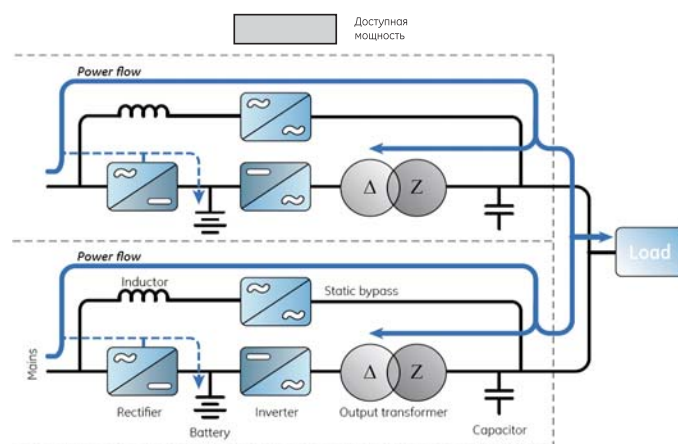 Доступная
мощность
Power flow
Δ Z
Load
Power flow
Inductor
Static bypass
Mains
Δ Z
Rectifier
Battery
Inverter
Output transformer
Capacitor